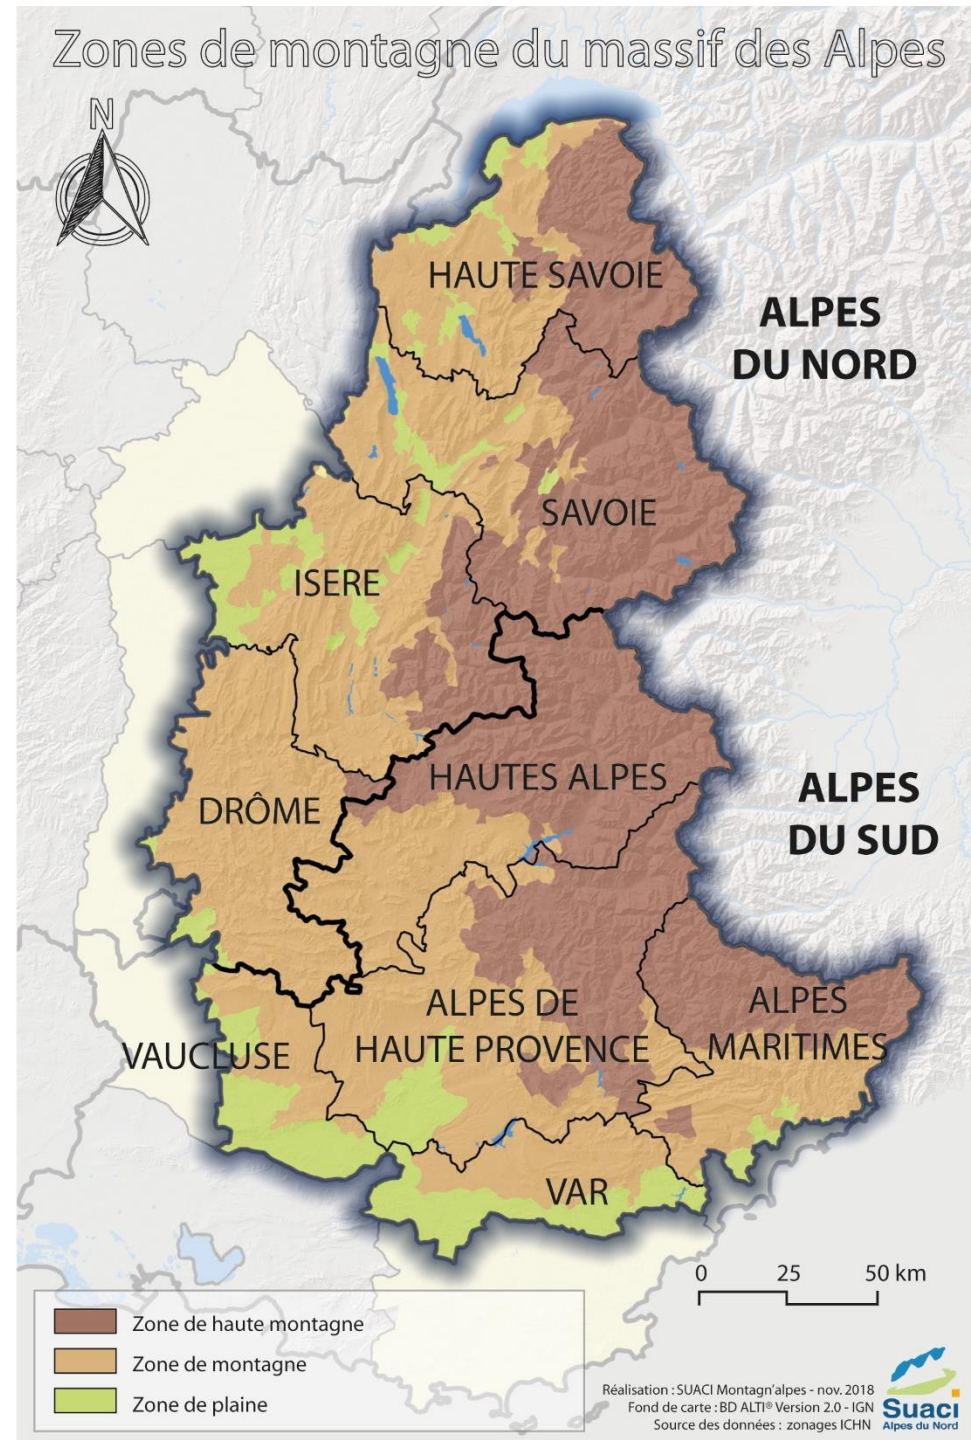 Zones de montagne du massif des Alpes
N
HAUTE SAVOIE
ALPES
DU NORD
SAVOIE
ISERE
HAUTES ALPES
DRÔME
ALPES
DU SUD
ALPES DE
HAUTE PROVENCE
ALPES
MARITIMES
VAUCLUSE
VAR
0 25 50 km
Zone de haute montagne
Zone de montagne
Zone de plaine
Réalisation : SUACI Montagn'alpes - nov. 2018
Fond de carte : BD ALTI® Version 2.0 - IGN
Source des données : zonages ICHN
Suaci
Alpes du Nord